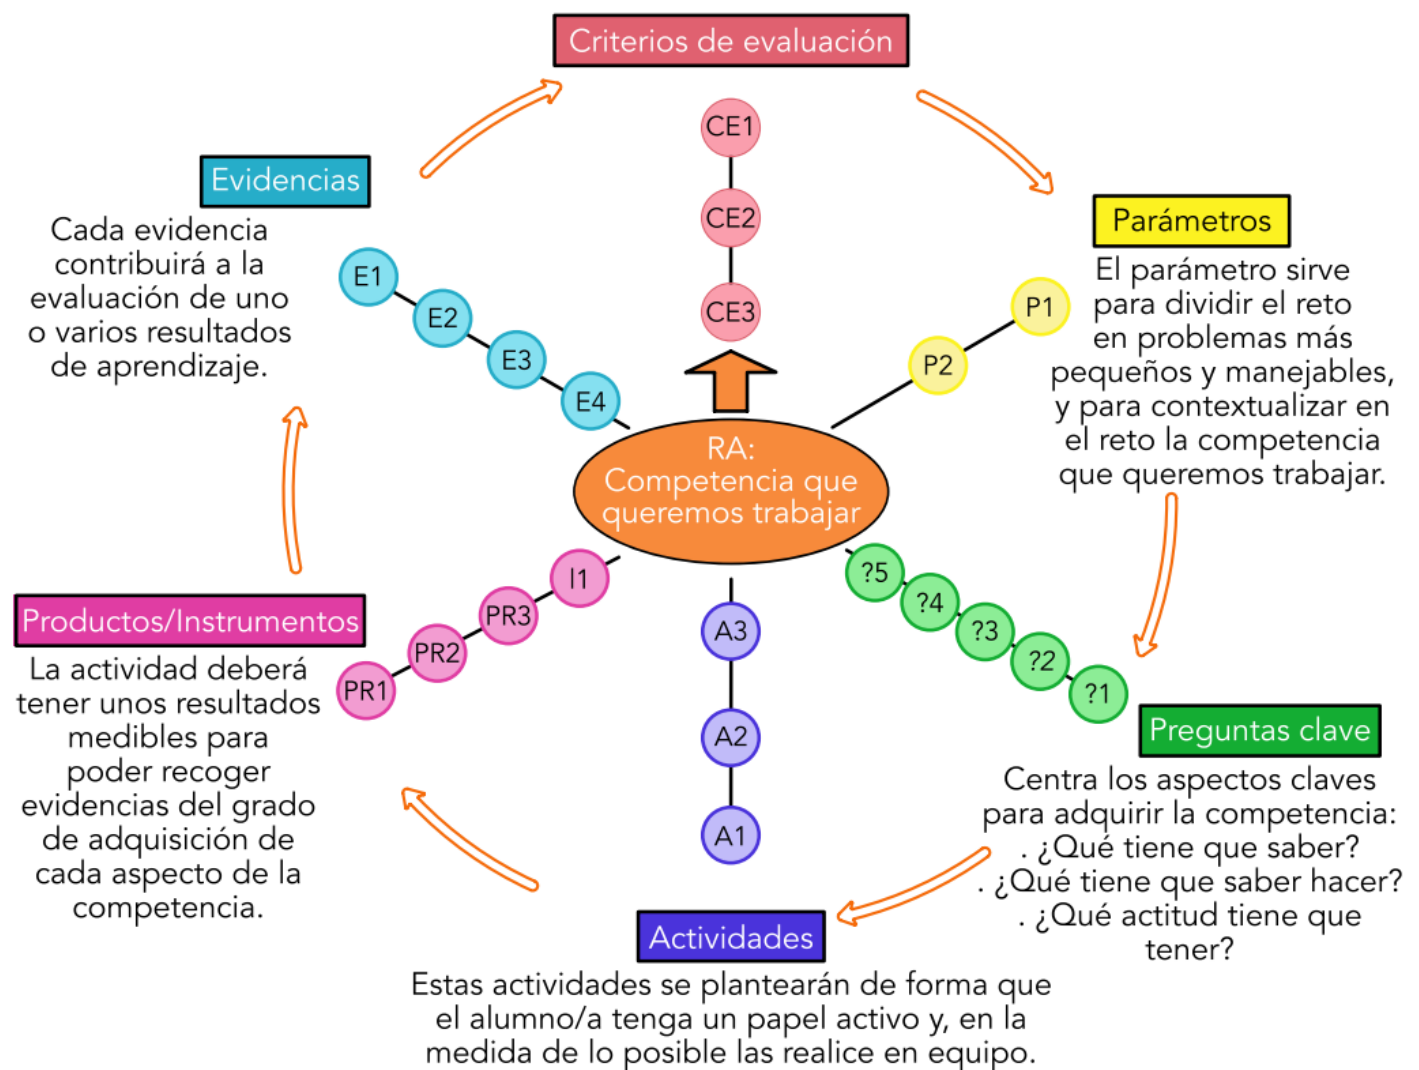 Criterios de evaluación
CE1
CE2
CE3
Parámetros
El parámetro sirve
para dividir el reto
en problemas más
pequeños y manejables,
y para contextualizar en
el reto la competencia
que queremos trabajar.
P1
P2
Preguntas clave
Centra los aspectos claves
para adquirir la competencia:
. ¿Qué tiene que saber?
. ¿Qué tiene que saber hacer?
. ¿Qué actitud tiene que
tener?
?5
?4
?3
?2
?1
Actividades
Estas actividades se plantearán de forma que
el alumno/a tenga un papel activo y, en la
medida de lo posible las realice en equipo.
A3
A2
A1
Productos/Instrumentos
La actividad deberá
tener unos resultados
medibles para
poder recoger
evidencias del grado
de adquisición de
cada aspecto de la
competencia.
I1
PR3
PR2
PR1
Evidencias
Cada evidencia
contribuirá a la
evaluación de uno
o varios resultados
de aprendizaje.
E1
E2
E3
E4
RA:
Competencia que
queremos trabajar